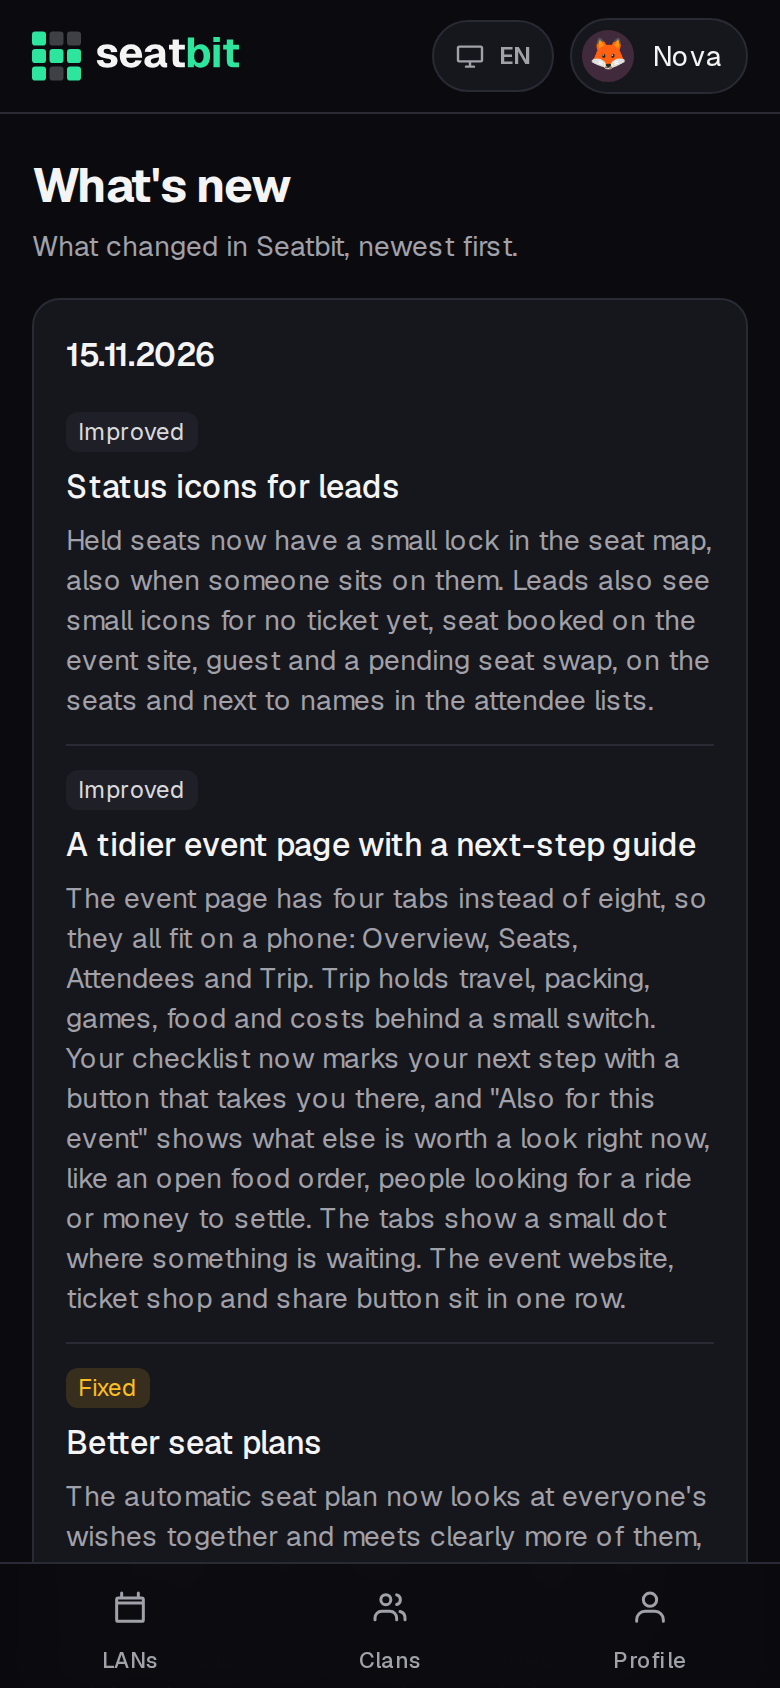 seatbit
EN
Nova
What's new
What changed in Seatbit, newest first.
15.11.2026
Improved
Status icons for leads
Held seats now have a small lock in the seat map,
also when someone sits on them. Leads also see
small icons for no ticket yet, seat booked on the
event site, guest and a pending seat swap, on the
seats and next to names in the attendee lists.
Improved
A tidier event page with a next-step guide
The event page has four tabs instead of eight, so
they all fit on a phone: Overview, Seats,
Attendees and Trip. Trip holds travel, packing,
games, food and costs behind a small switch.
Your checklist now marks your next step with a
button that takes you there, and "Also for this
event" shows what else is worth a look right now,
like an open food order, people looking for a ride
or money to settle. The tabs show a small dot
where something is waiting. The event website,
ticket shop and share button sit in one row.
Fixed
Better seat plans
The automatic seat plan now looks at everyone's
wishes together and meets clearly more of them,
LANs
Clans
Profile